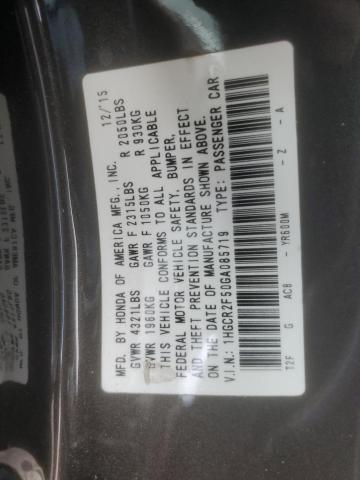 MFD. BY HONDA OF AMERICA MFG., INC. 12/15
GVWR 4321LBS GAWR F 2315LBS R 2050LBS
GVWR 1960KG GAWR F 1050KG R 930KG
THIS VEHICLE CONFORMS TO ALL APPLICABLE
FEDERAL MOTOR VEHICLE SAFETY, BUMPER,
AND THEFT PREVENTION STANDARDS IN EFFECT
ON THE DATE OF MANUFACTURE SHOWN ABOVE.
V.I.N.: 1HGCR2F50GA085719 TYPE: PASSENGER CAR
T2F G AC8 - YR600M - Z - A